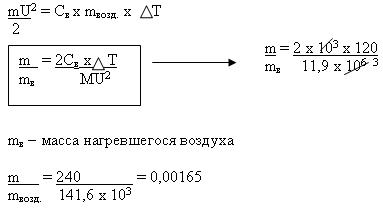 mU² = Cв x mвозд. x △T
2
m = 2Cв x△ T
mв MU²
m = 2 x 10³ x 120
mв 11,9 x 10⁶ ³
mв – масса нагревшегося воздуха
m = 240 = 0,00165
mвозд. 141,6 x 10³